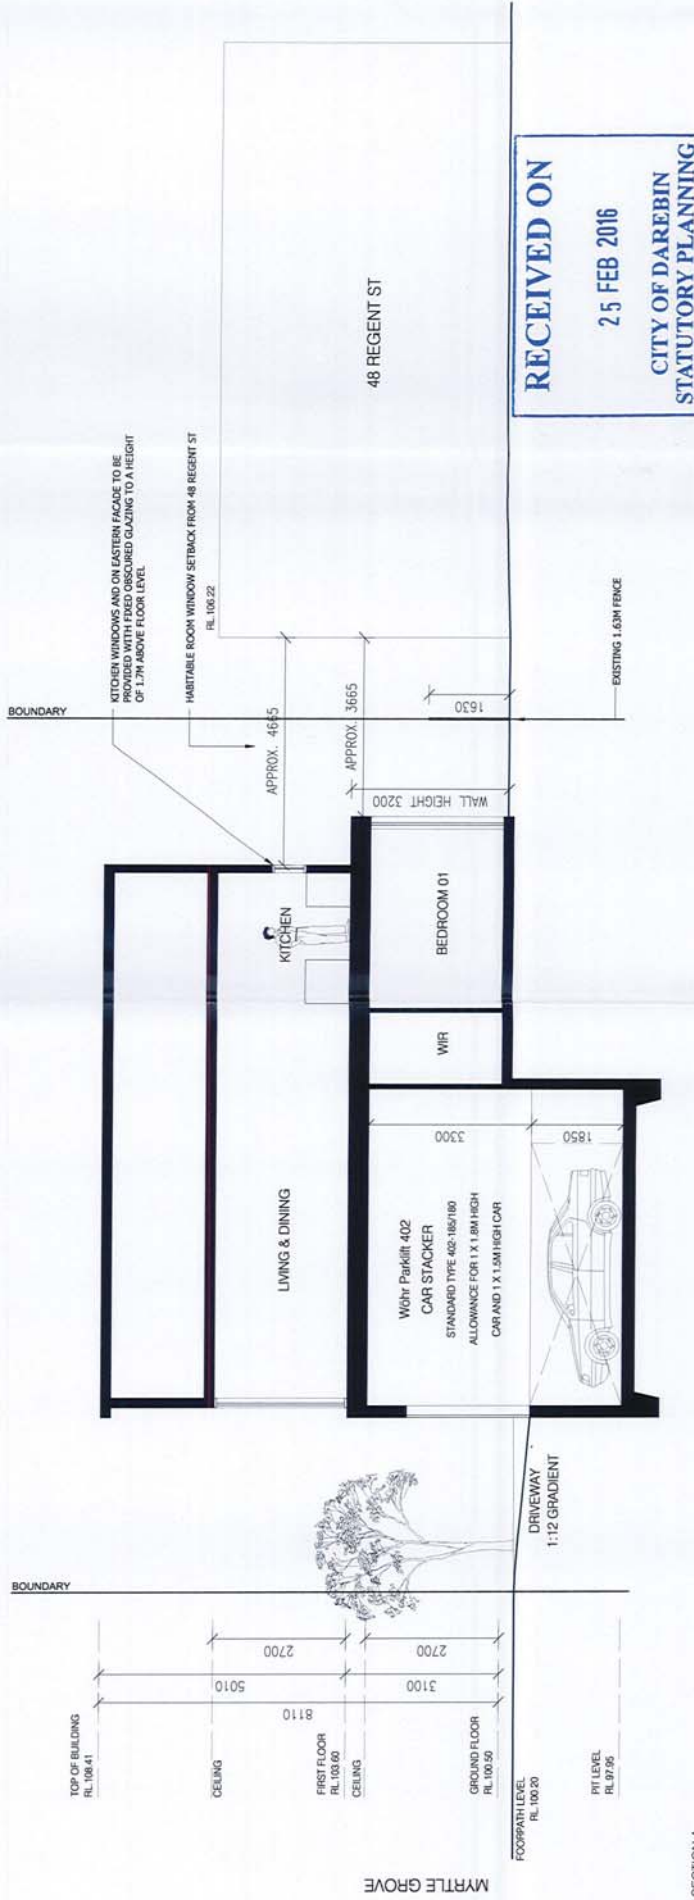 BOUNDARY
BOUNDARY
KITCHEN WINDOWS AND ON EASTERN FACADE TO BE
PROVIDED WITH FIXED OBSCURED GLAZING TO A HEIGHT
OF 1.7M ABOVE FLOOR LEVEL
HABITABLE ROOM WINDOW SETBACK FROM 48 REGENT ST
RL.106.22
TOP OF BUILDING
RL.108.41
CEILING
FIRST FLOOR
RL.103.60
CEILING
GROUND FLOOR
RL.100.50
FOORPATH LEVEL
RL.100.20
PIT LEVEL
RL.97.95
8110
5010
3100
2700
2700
MYRTLE GROVE
DRIVEWAY
1:12 GRADIENT
LIVING & DINING
KITCHEN
Wöhr Parklift 402
CAR STACKER
STANDARD TYPE 402-185/180
ALLOWANCE FOR 1 X 1.8M HIGH
CAR AND 1 X 1.5M HIGH CAR
3300
1850
WIR
BEDROOM 01
WALL HEIGHT 3200
APPROX. 4665
APPROX. 3665
1630
EXISTING 1.63M FENCE
48 REGENT ST
RECEIVED ON
25 FEB 2016
CITY OF DAREBIN
STATUTORY PLANNING
SECTION A